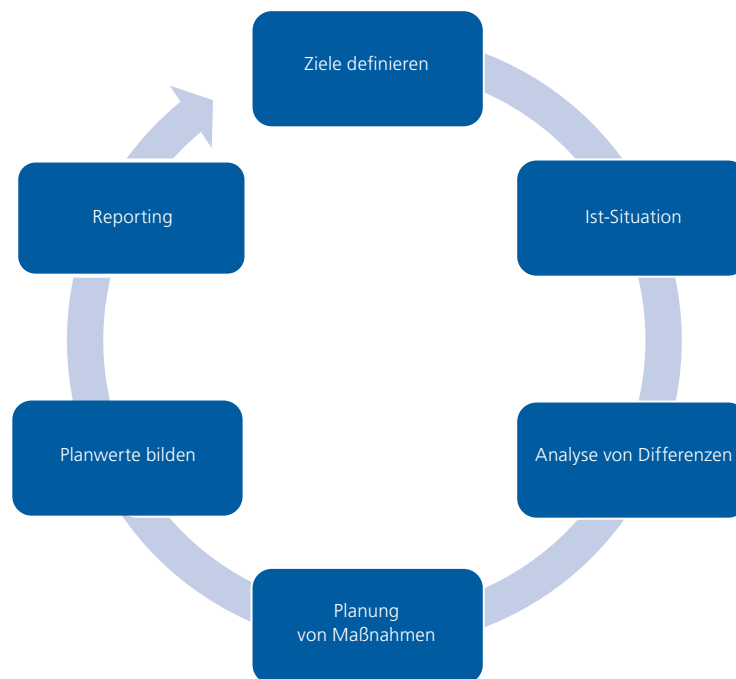 Ziele definieren
Ist-Situation
Analyse von Differenzen
Planung
von Maßnahmen
Planwerte bilden
Reporting